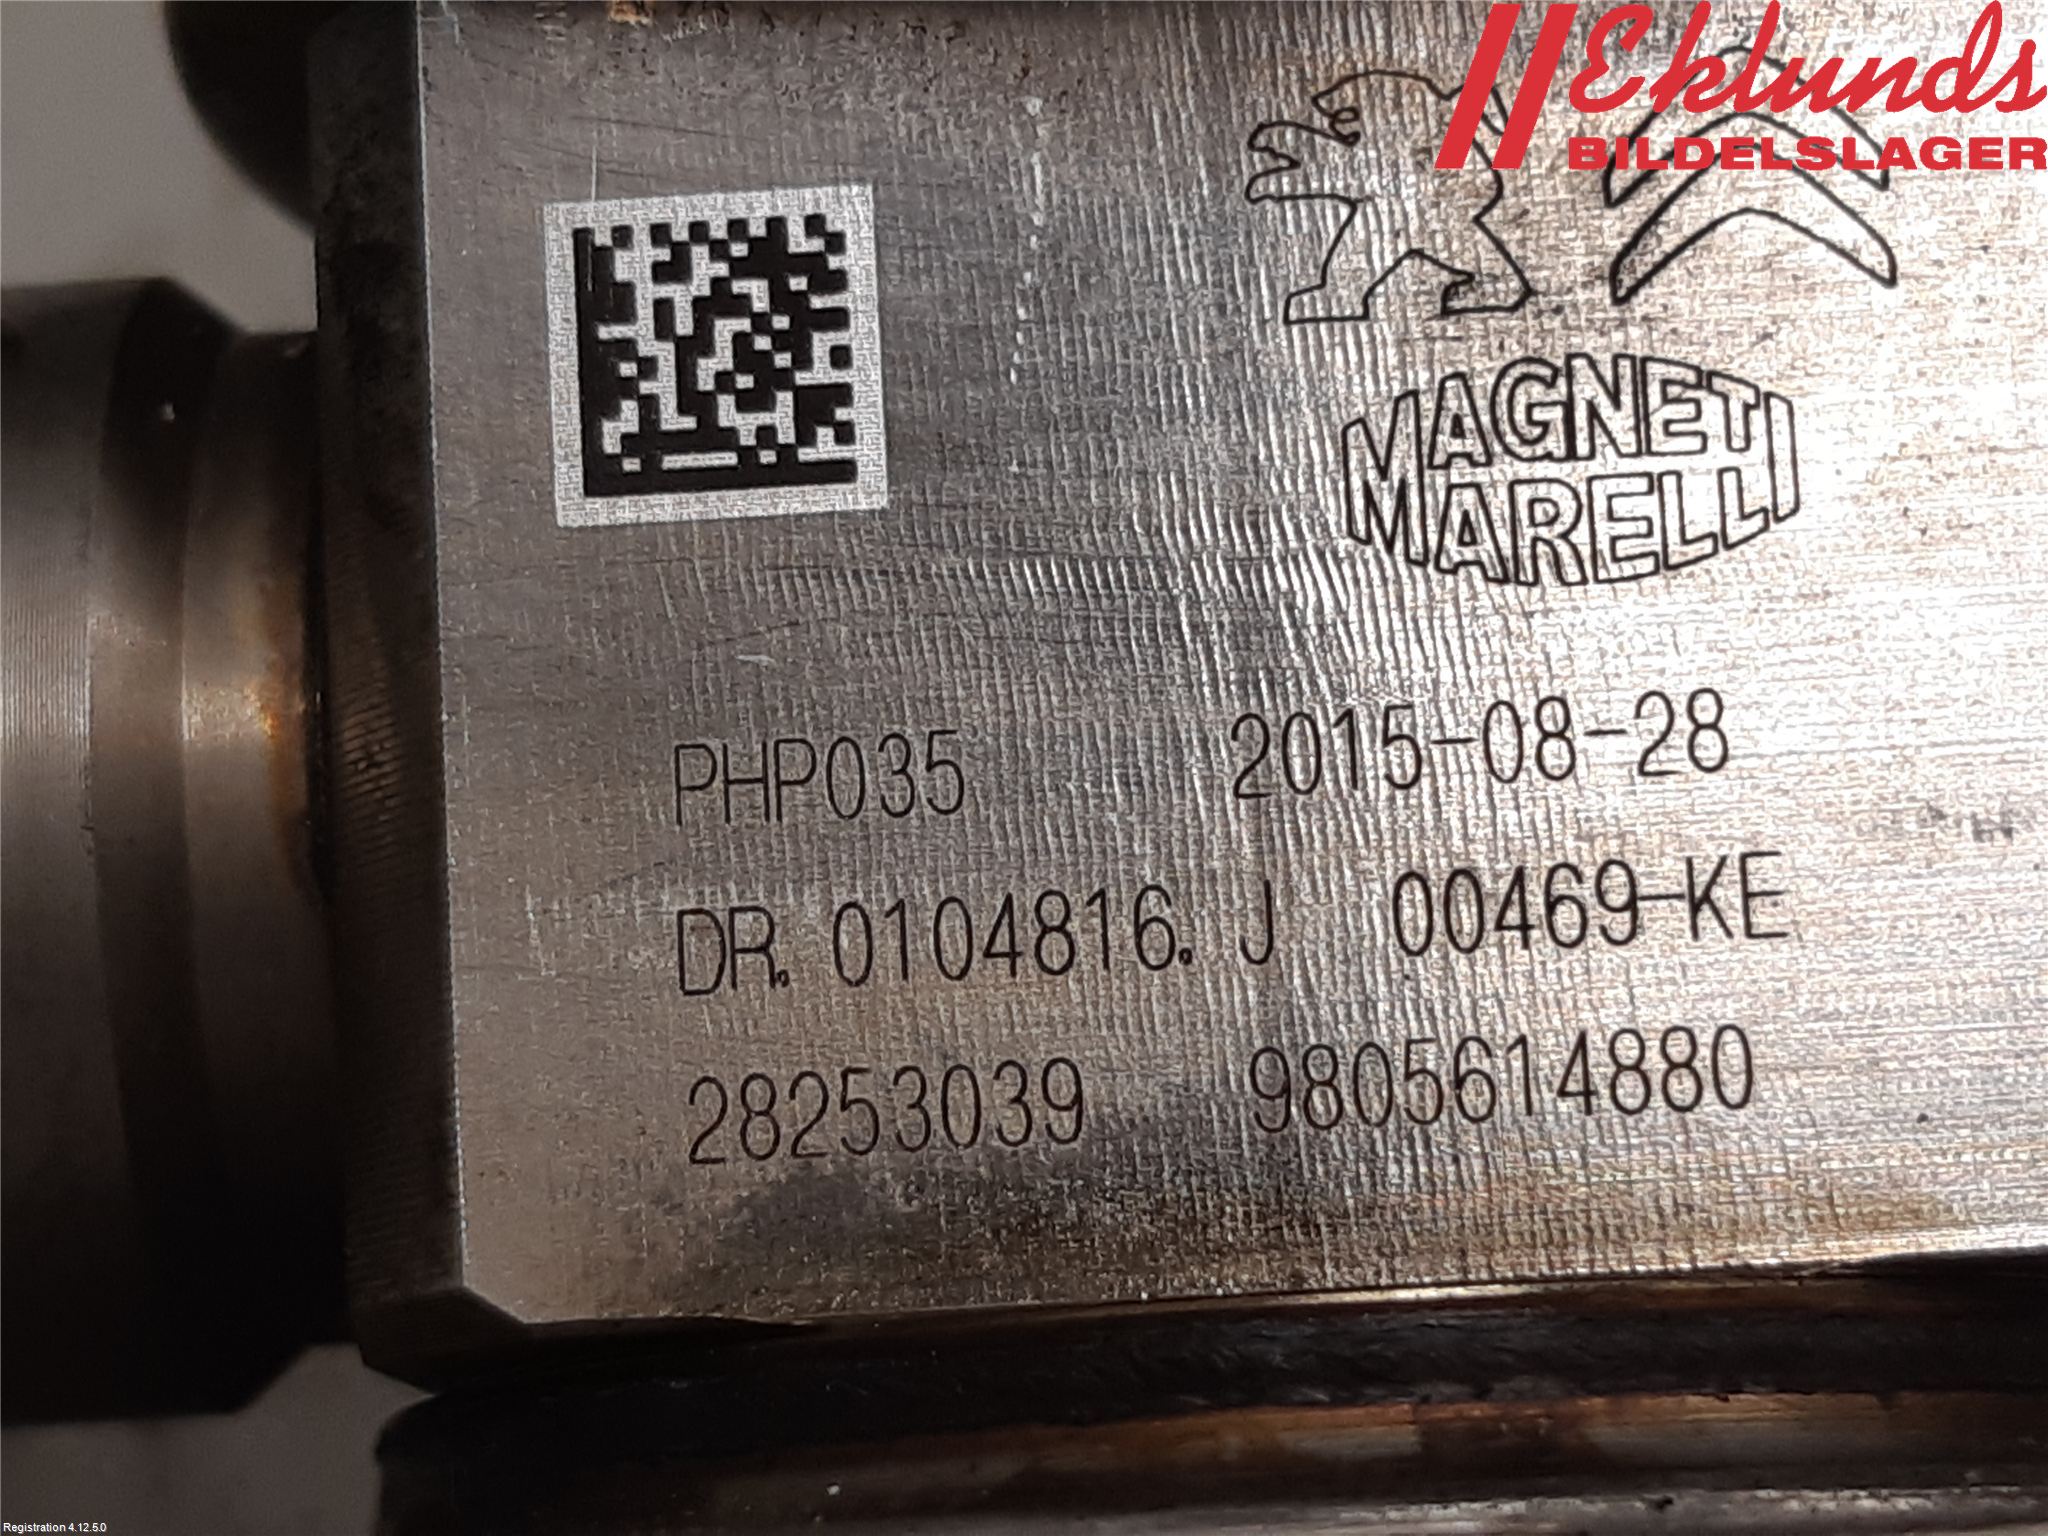 Eklunds
BILDELSLAGER
MAGNETI
MARELLI
PHP035 2015-08-28
DR. 0104816. J 00469-KE
28253039 9805614880
Registration 4.12.5.0